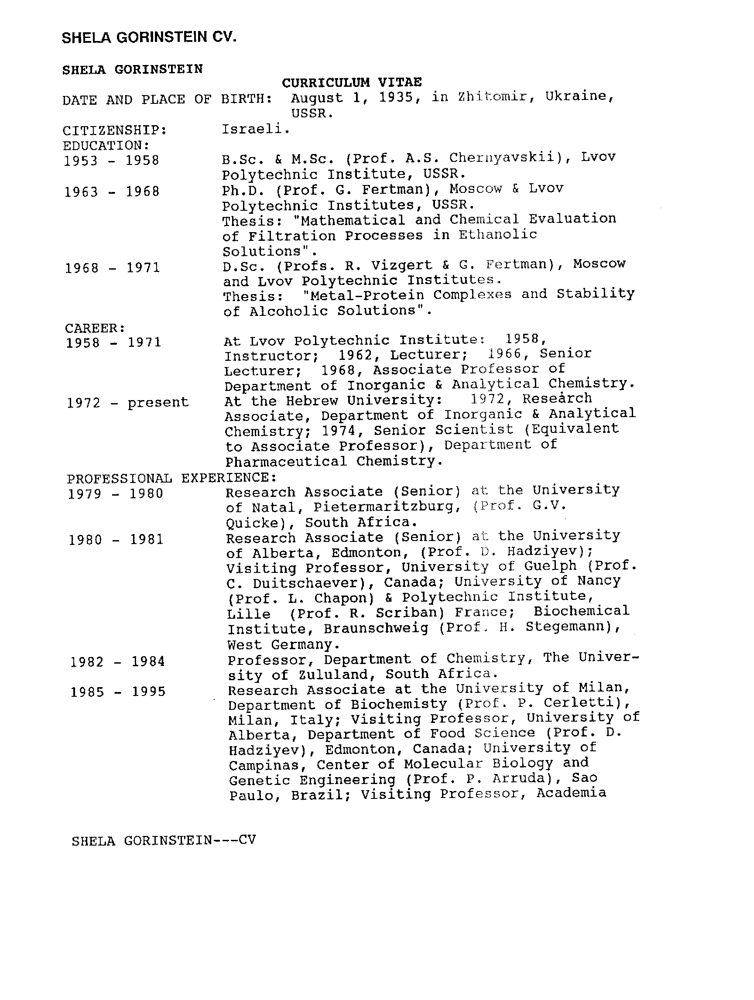 SHELA GORINSTEIN CV.
SHELA GORINSTEIN
CURRICULUM VITAE
DATE AND PLACE OF BIRTH: August 1, 1935, in Zhitomir, Ukraine,
USSR.
CITIZENSHIP: Israeli.
EDUCATION:
1953 - 1958 B.Sc. & M.Sc. (Prof. A.S. Chernyavskii), Lvov
Polytechnic Institute, USSR.
1963 - 1968 Ph.D. (Prof. G. Fertman), Moscow & Lvov
Polytechnic Institutes, USSR.
Thesis: "Mathematical and Chemical Evaluation
of Filtration Processes in Ethanolic
Solutions".
1968 - 1971 D.Sc. (Profs. R. Vizgert & G. Fertman), Moscow
and Lvov Polytechnic Institutes.
Thesis: "Metal-Protein Complexes and Stability
of Alcoholic Solutions".
CAREER:
1958 - 1971 At Lvov Polytechnic Institute: 1958,
Instructor; 1962, Lecturer; 1966, Senior
Lecturer; 1968, Associate Professor of
Department of Inorganic & Analytical Chemistry.
1972 - present At the Hebrew University: 1972, Research
Associate, Department of Inorganic & Analytical
Chemistry; 1974, Senior Scientist (Equivalent
to Associate Professor), Department of
Pharmaceutical Chemistry.
PROFESSIONAL EXPERIENCE:
1979 - 1980 Research Associate (Senior) at the University
of Natal, Pietermaritzburg, (Prof. G.V.
Quicke), South Africa.
1980 - 1981 Research Associate (Senior) at the University
of Alberta, Edmonton, (Prof. D. Hadziyev);
Visiting Professor, University of Guelph (Prof.
C. Duitschaever), Canada; University of Nancy
(Prof. L. Chapon) & Polytechnic Institute,
Lille (Prof. R. Scriban) France; Biochemical
Institute, Braunschweig (Prof. H. Stegemann),
West Germany.
1982 - 1984 Professor, Department of Chemistry, The Univer-
sity of Zululand, South Africa.
1985 - 1995 Research Associate at the University of Milan,
Department of Biochemisty (Prof. P. Cerletti),
Milan, Italy; Visiting Professor, University of
Alberta, Department of Food Science (Prof. D.
Hadziyev), Edmonton, Canada; University of
Campinas, Center of Molecular Biology and
Genetic Engineering (Prof. P. Arruda), Sao
Paulo, Brazil; Visiting Professor, Academia
SHELA GORINSTEIN---CV